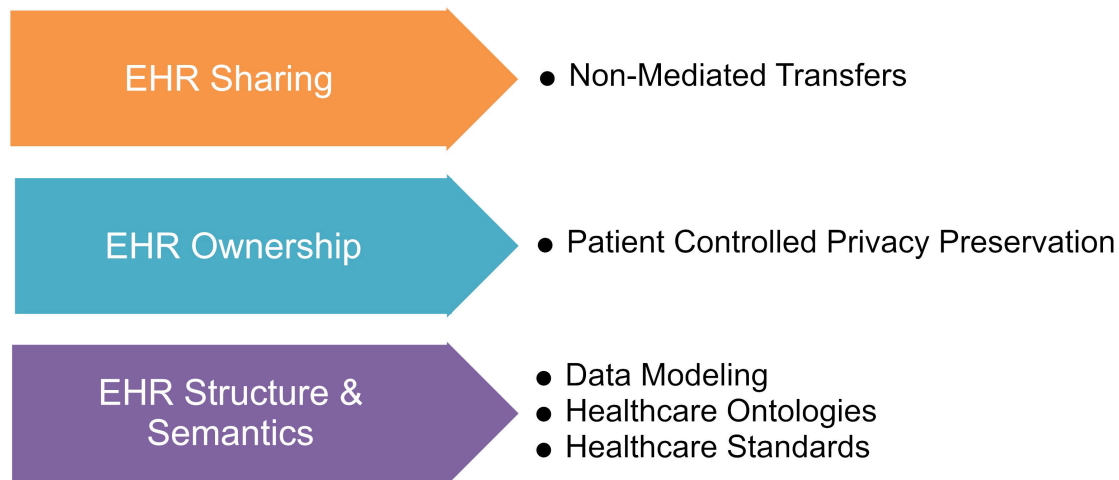 EHR Sharing
● Non-Mediated Transfers
EHR Ownership
● Patient Controlled Privacy Preservation
EHR Structure &
Semantics
● Data Modeling
● Healthcare Ontologies
● Healthcare Standards